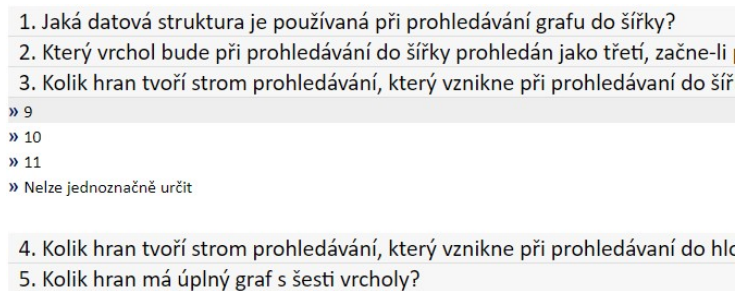 1. Jaká datová struktura je používaná při prohledávání grafu do šířky?
2. Který vrchol bude při prohledávání do šířky prohledán jako třetí, začne-li
3. Kolik hran tvoří strom prohledávání, který vznikne při prohledávaní do
» 9
» 10
» 11
» Nelze jednoznačně určit
4. Kolik hran tvoří strom prohledávání, který vznikne při prohledávaní do
5. Kolik hran má úplný graf s šesti vrcholy?